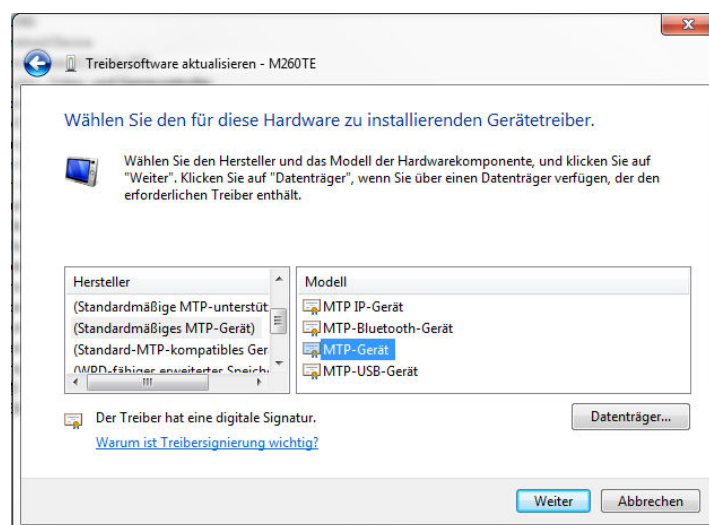 Treibersoftware aktualisieren - M260TE
Wählen Sie den für diese Hardware zu installierenden Gerätetreiber.
Wählen Sie den Hersteller und das Modell der Hardwarekomponente, und klicken Sie auf
"Weiter". Klicken Sie auf "Datenträger", wenn Sie über einen Datenträger verfügen, der den
erforderlichen Treiber enthält.
Hersteller
(Standardmäßige MTP-unterstüt
(Standardmäßiges MTP-Gerät)
(Standard-MTP-kompatibles Ger
(WPD-fähiger erweiterter Speich
Modell
MTP IP-Gerät
MTP-Bluetooth-Gerät
MTP-Gerät
MTP-USB-Gerät
Der Treiber hat eine digitale Signatur.
Warum ist Treibersignierung wichtig?
Datenträger...
Weiter
Abbrechen